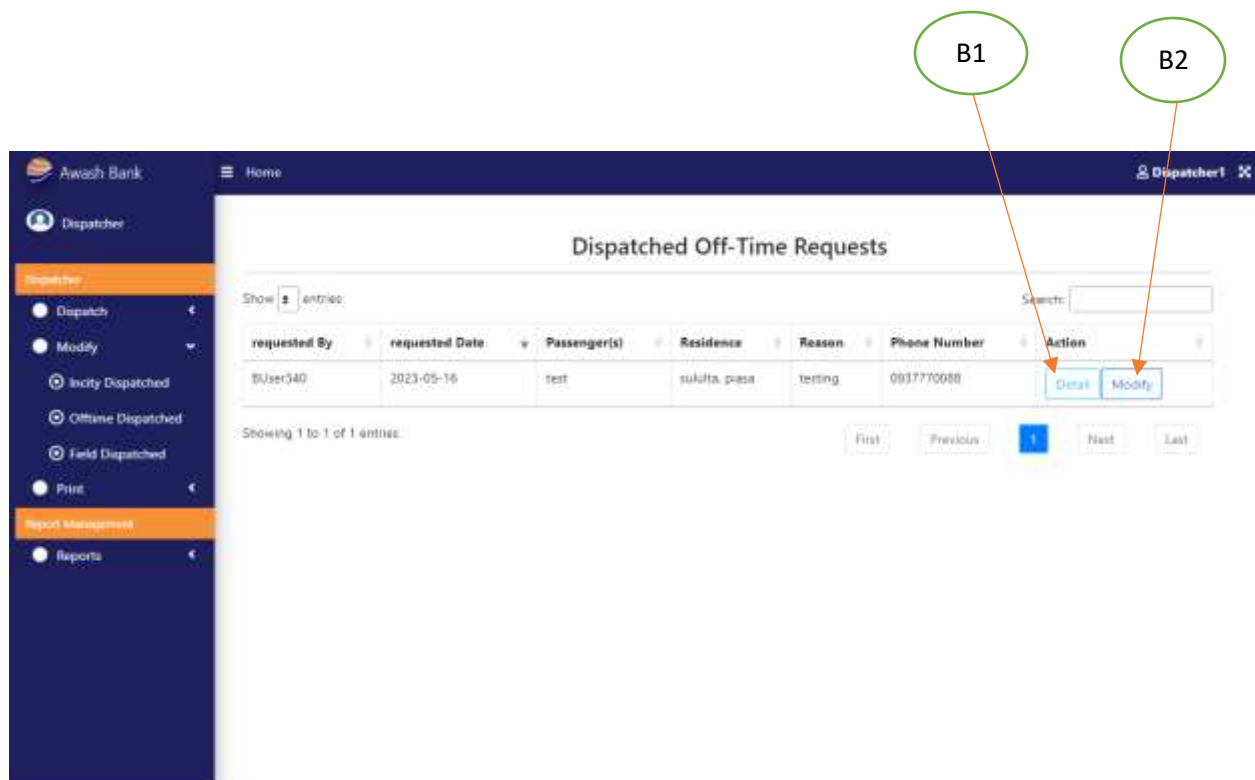 B1
B2
Awash Bank
Home
Dispatcher1
Dispatcher
Dispatched Off-Time Requests
Dispatcher
Show entries
Search:
Dispatch
Modify
requested By requested Date Passenger(s) Residence Reason Phone Number Action
BUser540 2023-05-16 test sululta, piasa testing 0937770088 Detail Modify
Incity Dispatched
Offtime Dispatched
Showing 1 to 1 of 1 entries
First Previous 1 Next Last
Field Dispatched
Print
Report Management
Reports